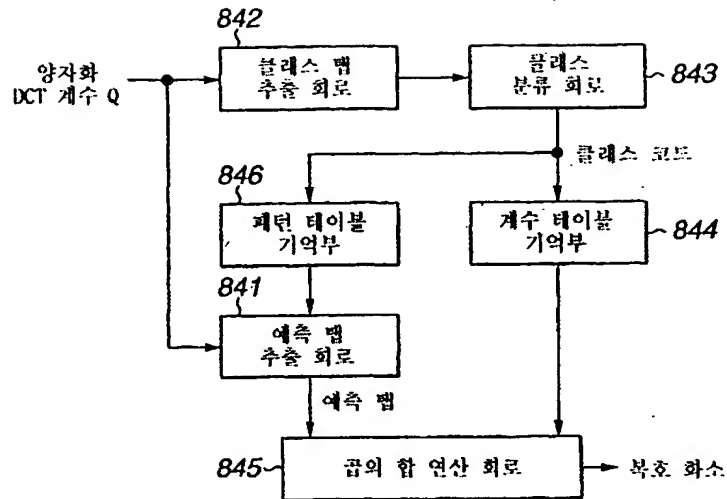 842
양자화
DCT 계수 Q
클래스 맵
추출 회로
클래스
분류 회로
843
클래스 코드
846
패턴 테이블
기억부
계수 테이블
기억부
844
841
예측 탭
추출 회로
예측 탭
845
곱의 합 연산 회로
복호 화소